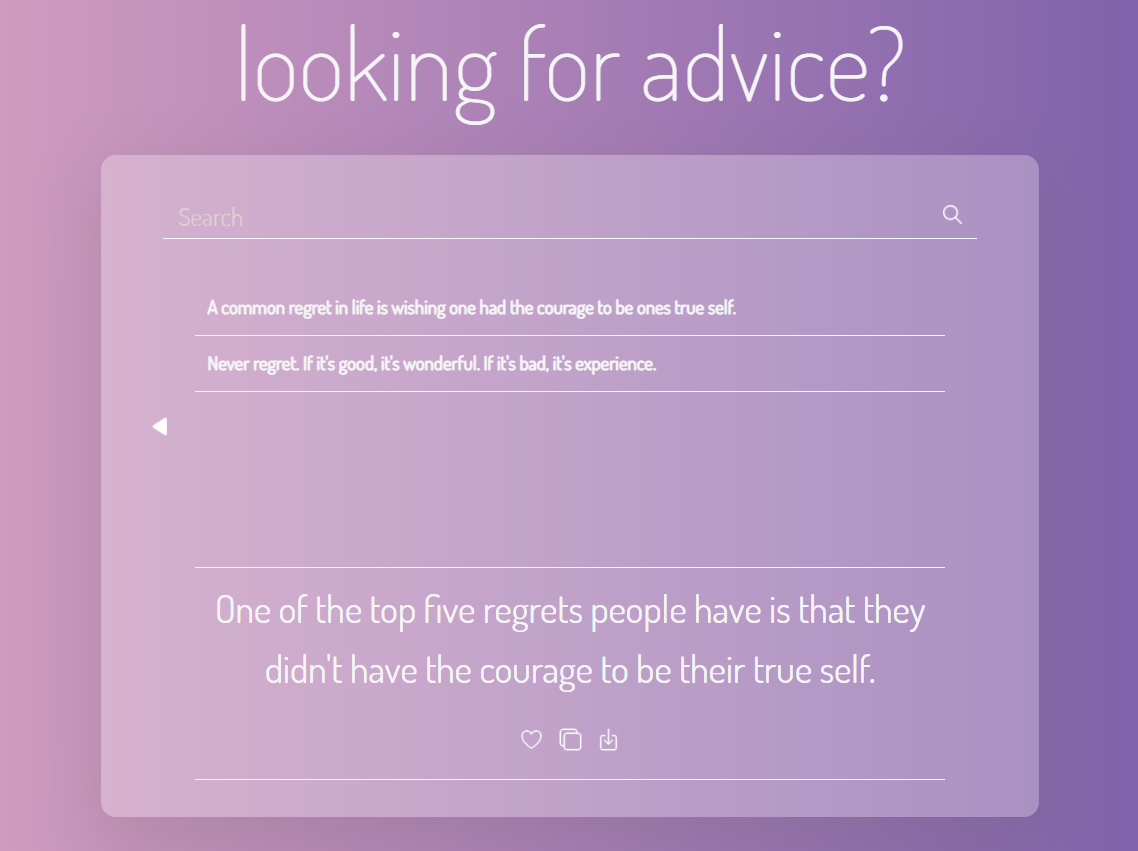 looking for advice?
Search
A common regret in life is wishing one had the courage to be ones true self.
Never regret. If it's good, it's wonderful. If it's bad, it's experience.
One of the top five regrets people have is that they
didn't have the courage to be their true self.